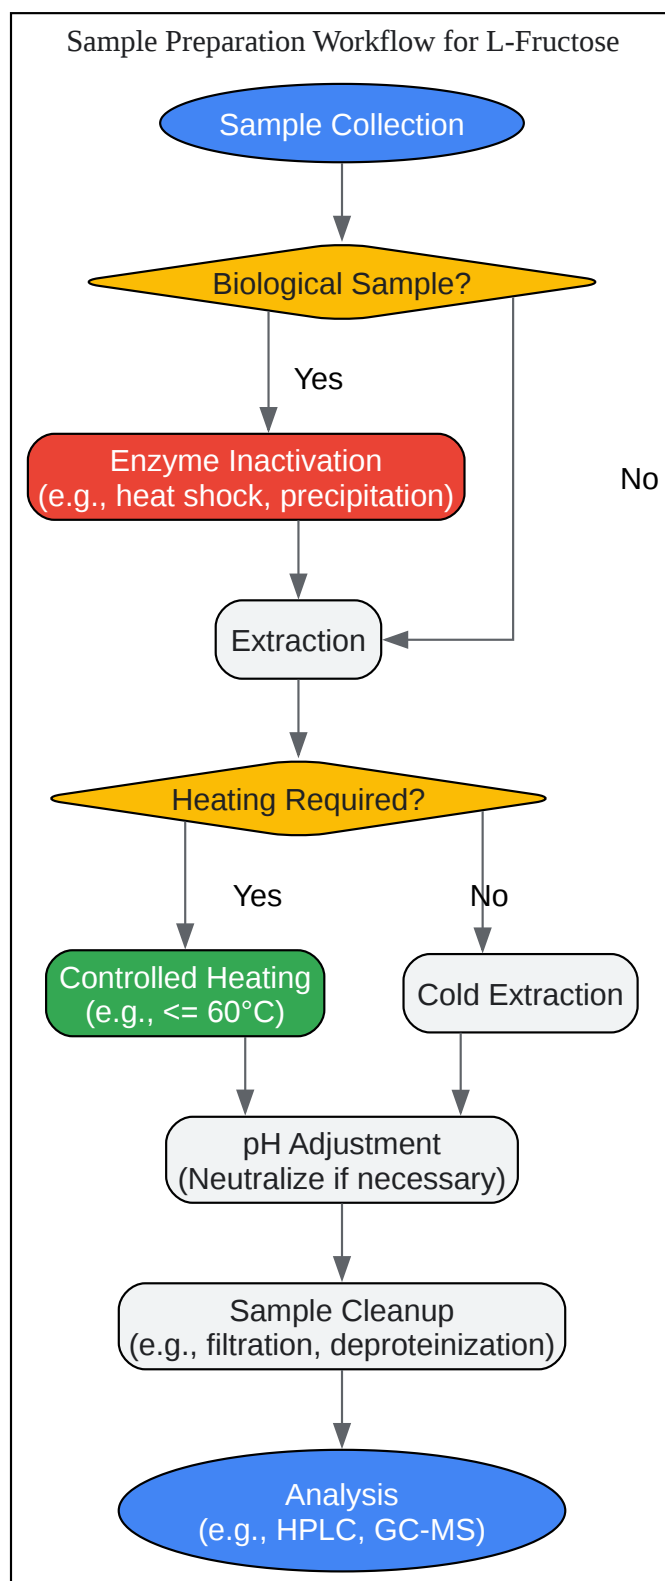 Sample Preparation Workflow for L-Fructose
Sample Collection
Biological Sample?
Yes
Enzyme Inactivation
(e.g., heat shock, precipitation)
No
Extraction
Heating Required?
Yes
No
Controlled Heating
(e.g., <= 60°C)
Cold Extraction
pH Adjustment
(Neutralize if necessary)
Sample Cleanup
(e.g., filtration, deproteinization)
Analysis
(e.g., HPLC, GC-MS)